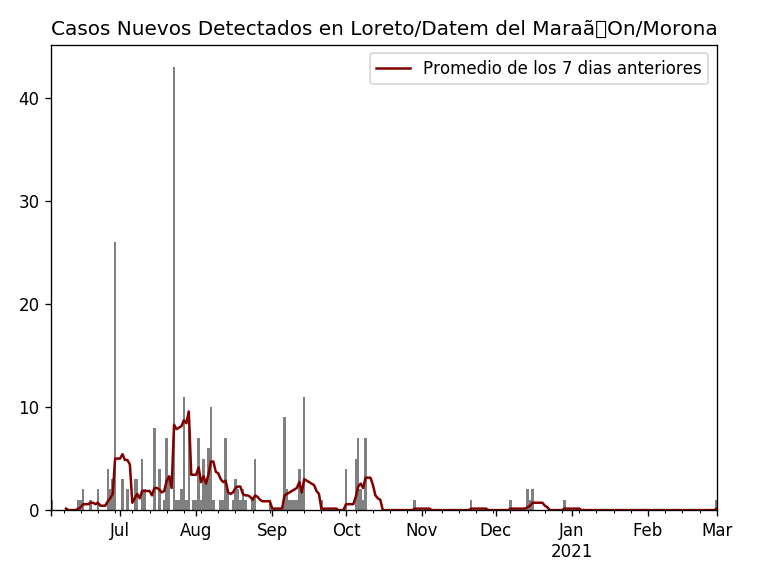 Casos Nuevos Detectados en Loreto/Datem del Maraã▯On/Morona
Promedio de los 7 dias anteriores
40
30
20
10
0
Jul Aug Sep Oct Nov Dec Jan Feb Mar
2021